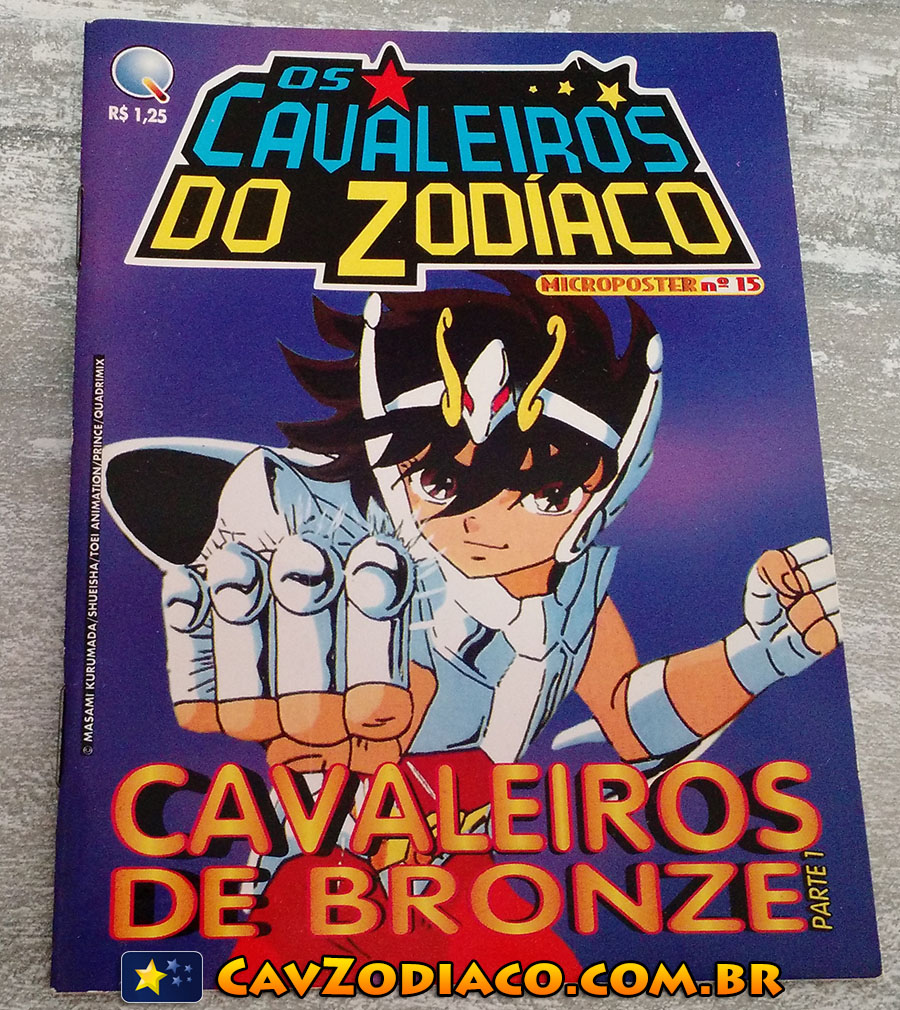 R$ 1,25
OS
CAVALEIROS
DO ZODÍACO
MICROPOSTER nº 15
© MASAMI KURUMADA/SHUEISHA/TOEI ANIMATION/PRINCE/QUADRIMIX
CAVALEIROS
DE BRONZE
PARTE 1
CAVZODIACO.COM.BR